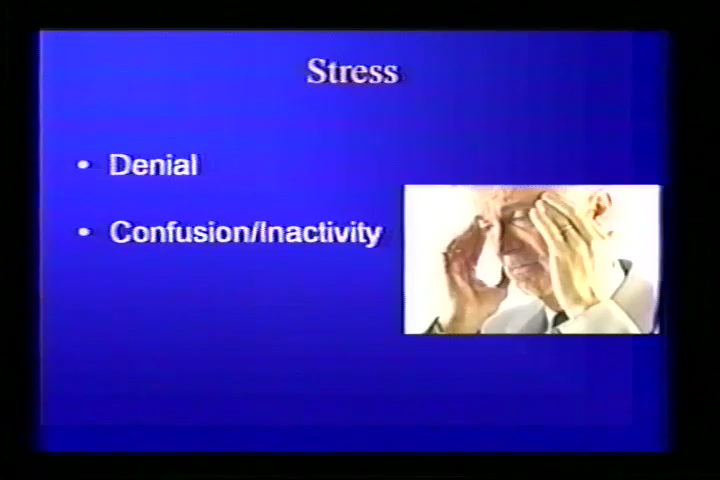 Stress
• Denial
• Confusion/Inactivity